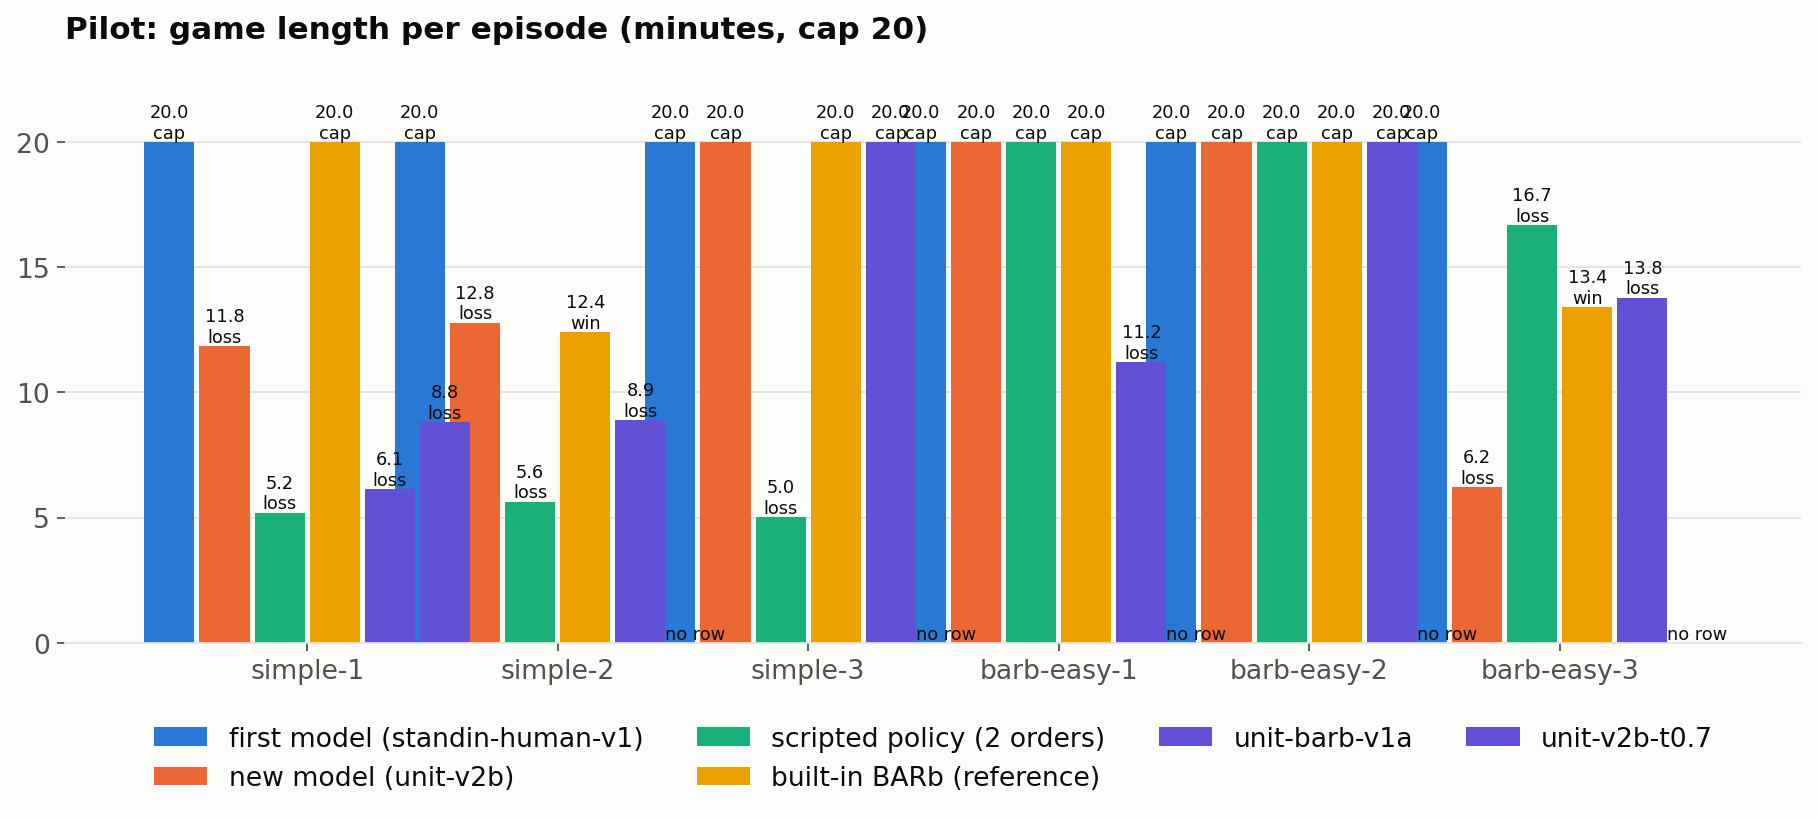 Pilot: game length per episode (minutes, cap 20)
20.0 20.0 20.0 20.0 20.0 20.0 20.0 20.0 20.0 20.0 20.0 20.0 20.0 20.0 20.0 20.0 20.0
cap cap cap cap cap cap cap cap cap cap cap cap cap cap cap cap cap
20
16.7
loss
15
13.4
win
13.8
loss
12.8
loss
12.4
win
11.8
loss
11.2
loss
10
8.8
loss
8.9
loss
6.1
loss
6.2
loss
5.2
loss
5.6
loss
5.0
loss
5
no row no row no row no row no row
0
simple-1 simple-2 simple-3 barb-easy-1 barb-easy-2 barb-easy-3
first model (standin-human-v1) scripted policy (2 orders) unit-barb-v1a unit-v2b-t0.7
new model (unit-v2b) built-in BARb (reference)